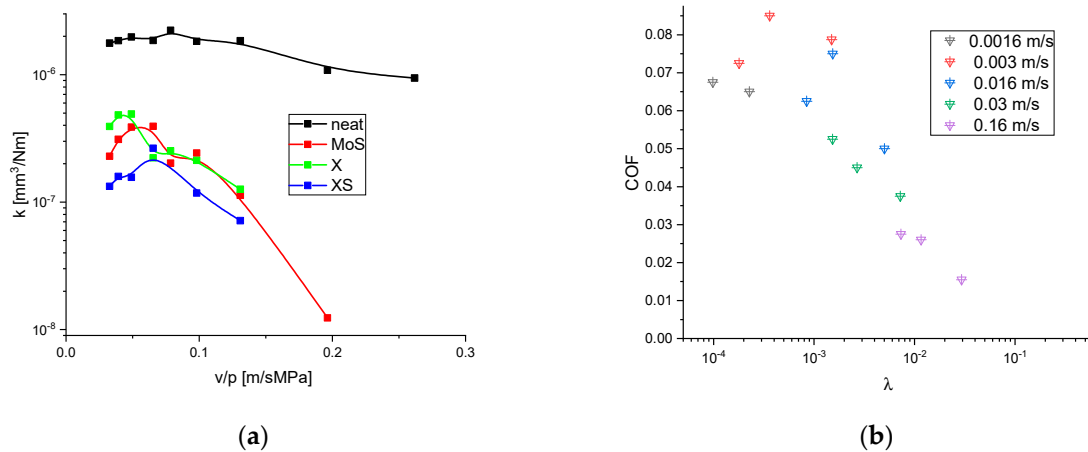 10⁻⁶
10⁻⁷
10⁻⁸
k [mm³/Nm]
neat
MoS
X
XS
0.0 0.1 0.2 0.3
v/p [m/sMPa]
(a)
0.08
0.07
0.06
0.05
0.04
0.03
0.02
0.01
0.00
COF
0.0016 m/s
0.003 m/s
0.016 m/s
0.03 m/s
0.16 m/s
10⁻⁴ 10⁻³ 10⁻² 10⁻¹
λ
(b)